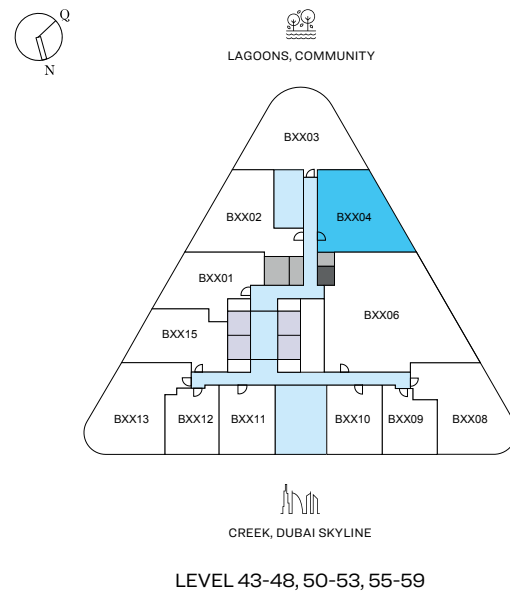 Q
N
LAGOONS, COMMUNITY
BXX03
BXX02
BXX04
BXX01
BXX06
BXX15
BXX13
BXX12
BXX11
BXX10
BXX09
BXX08
CREEK, DUBAI SKYLINE
LEVEL 43-48, 50-53, 55-59